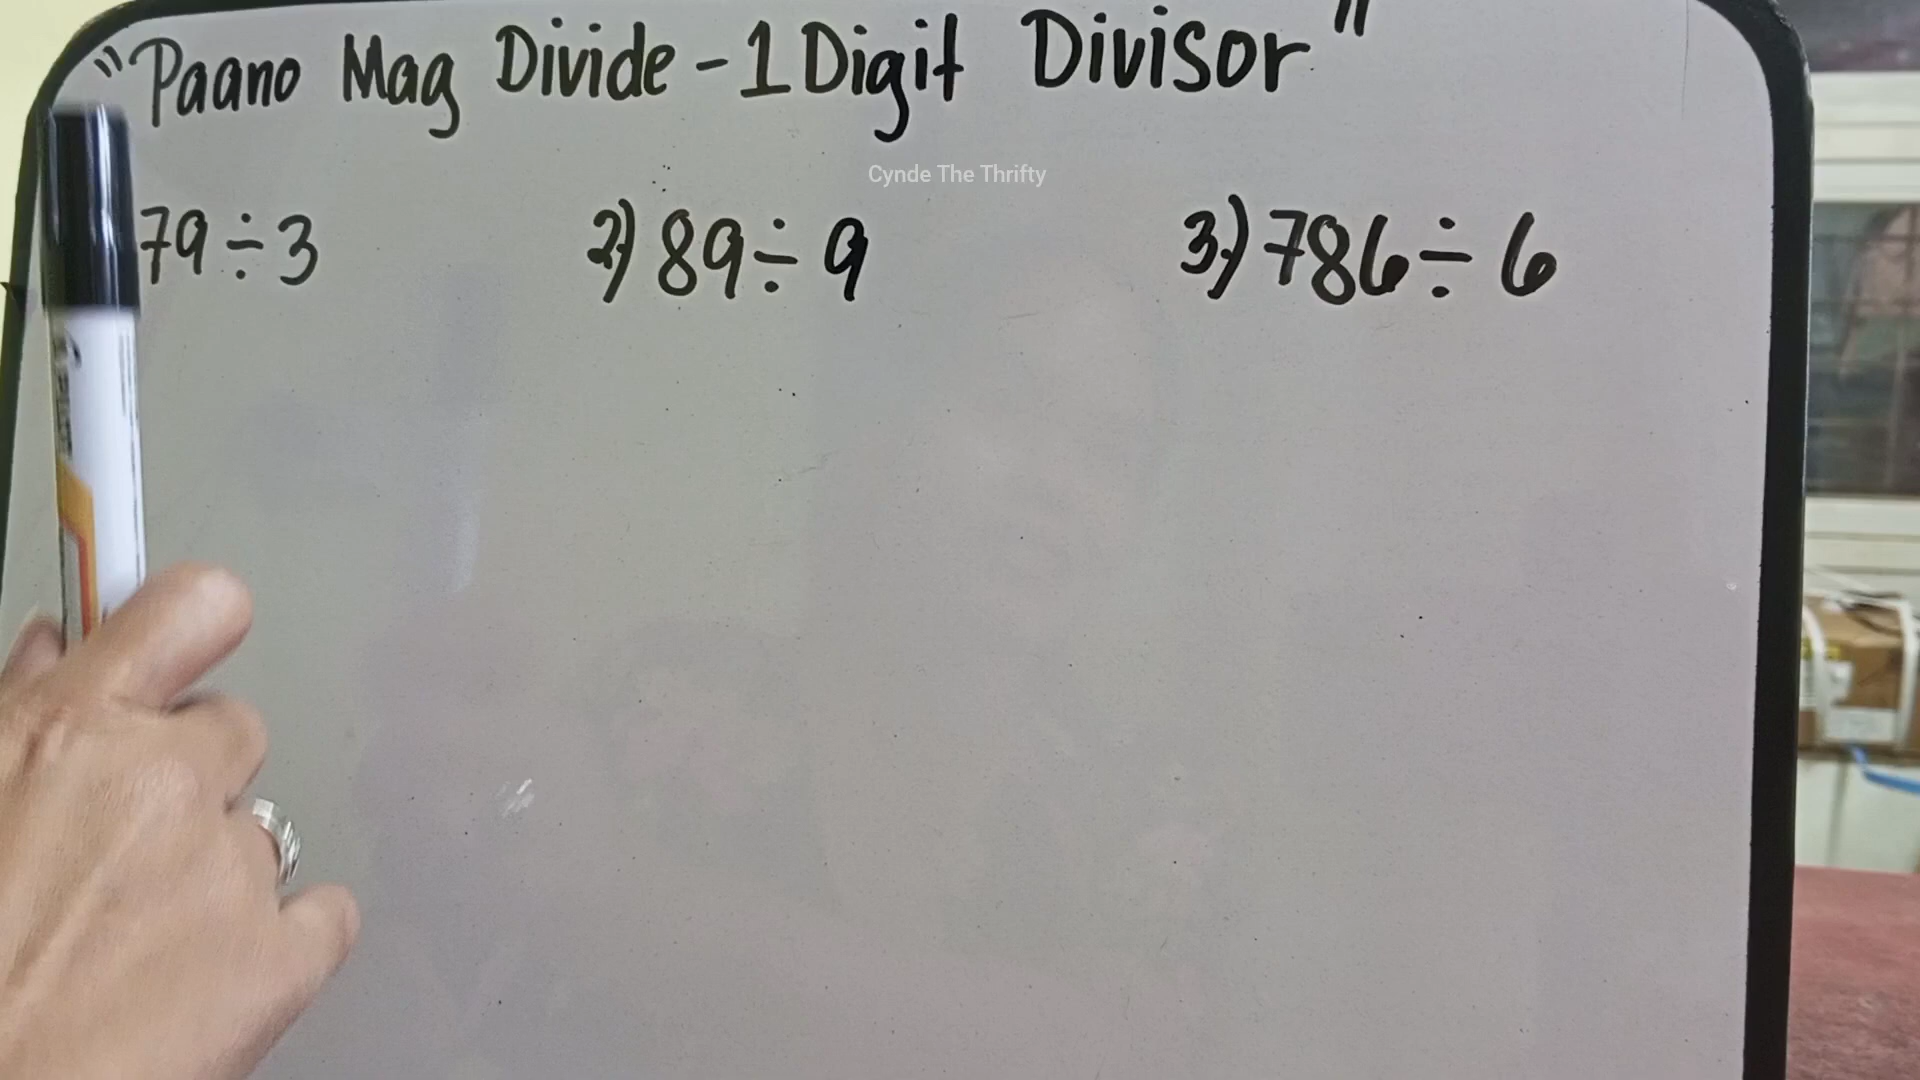 "Paano Mag Divide - 1 Digit Divisor"
Cynde The Thrifty
79 ÷ 3 2) 89 ÷ 9 3.) 786 ÷ 6